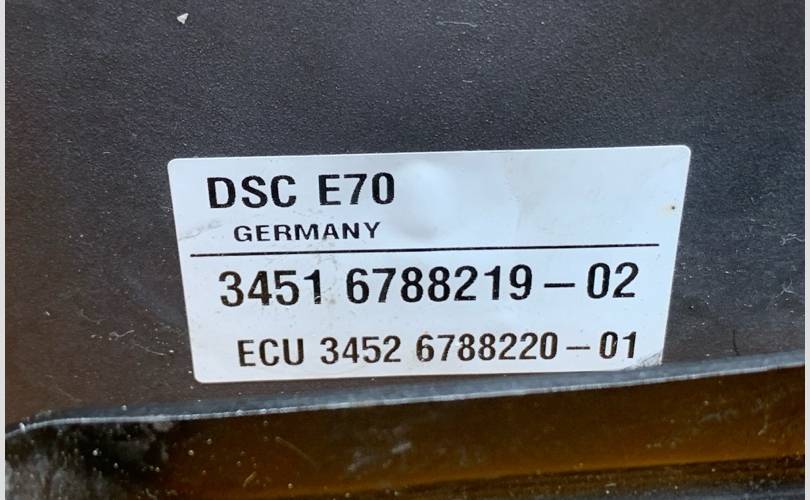 DSC E70
GERMANY
3451 6788219–02
ECU 3452 6788220–01